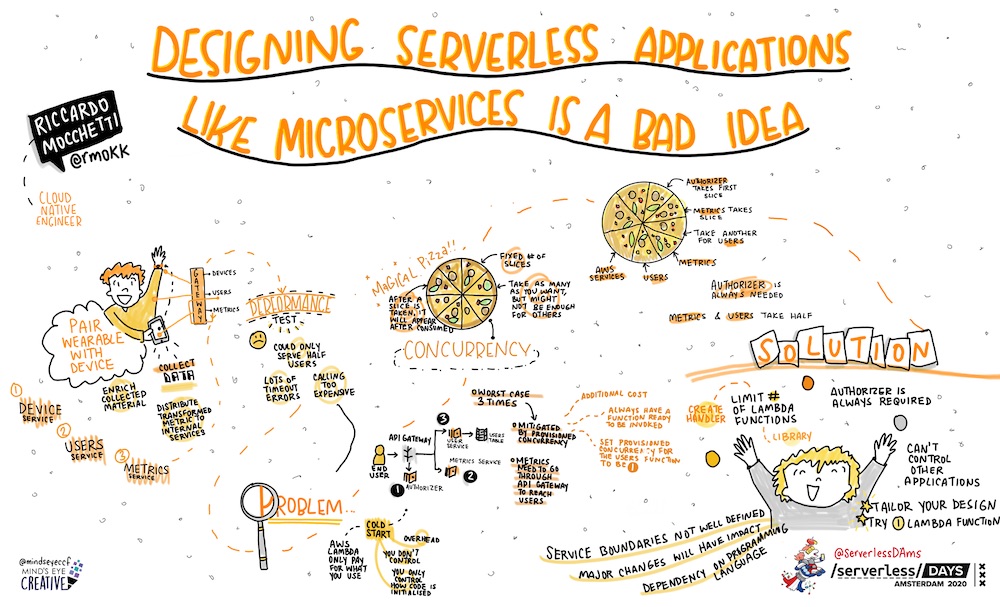 DESIGNING SERVERLESS APPLICATIONS
LIKE MICROSERVICES IS A BAD IDEA
RICCARDO
MOCCHETTI
@rmoKK
CLOUD
NATIVE
ENGINEER
PAIR
WEARABLE
WITH
DEVICE
GATEWAY
DEVICES
USERS
METRICS
COLLECT
DATA
ENRICH
COLLECTED
MATERIAL
DISTRIBUTE
TRANSFORMED
METRIC TO
INTERNAL
SERVICES
1
DEVICE
SERVICE
2
USERS
SERVICE
3
METRICS
SERVICE
PERFORMANCE
TEST
COULD ONLY
SERVE HALF
USERS
LOTS OF
TIMEOUT
ERRORS
CALLING
TOO
EXPENSIVE
MAGICAL PIZZA!!
FIXED # OF
SLICES
TAKE AS MANY
AS YOU WANT,
BUT MIGHT
NOT BE ENOUGH
FOR OTHERS
AFTER A
SLICE IS
TAKEN, IT
WILL APPEAR
AFTER CONSUMED
CONCURRENCY
AUTHORIZER
TAKES FIRST
SLICE
METRICS TAKES
SLICE
TAKE ANOTHER
FOR USERS
METRICS
USERS
AWS
SERVICES
AUTHORIZER IS
ALWAYS NEEDED
METRICS & USERS TAKE HALF
PROBLEM...
END
USER
API GATEWAY
1
AUTHORIZER
3
USER
SERVICE
USERS
TABLE
METRICS SERVICE
2
WORST CASE
3 TIMES
MITIGATED
BY PROVISIONED
CONCURRENCY
METRICS
NEED TO GO
THROUGH
API GATEWAY
TO REACH
USERS
ADDITIONAL COST
ALWAYS HAVE A
FUNCTION READY
TO BE INVOKED
SET PROVISIONED
CONCURRENCY FOR
THE USERS FUNCTION
TO BE 1
AWS
LAMBDA
ONLY PAY
FOR WHAT
YOU USE
COLD
START
OVERHEAD
YOU DON'T
CONTROL
YOU ONLY
CONTROL
HOW CODE IS
INITIALISED
SOLUTION
CREATE
HANDLER
LIMIT #
OF LAMBDA
FUNCTIONS
LIBRARY
AUTHORIZER IS
ALWAYS REQUIRED
CAN'T
CONTROL
OTHER
APPLICATIONS
TAILOR YOUR DESIGN
TRY 1 LAMBDA FUNCTION
SERVICE BOUNDARIES NOT WELL DEFINED
MAJOR CHANGES WILL HAVE IMPACT
DEPENDENCY ON PROGRAMMING
LANGUAGE
@mindseyeccf
MIND'S EYE
CREATIVE
@ServerlessDAms
/serverless/ DAYS
AMSTERDAM 2020